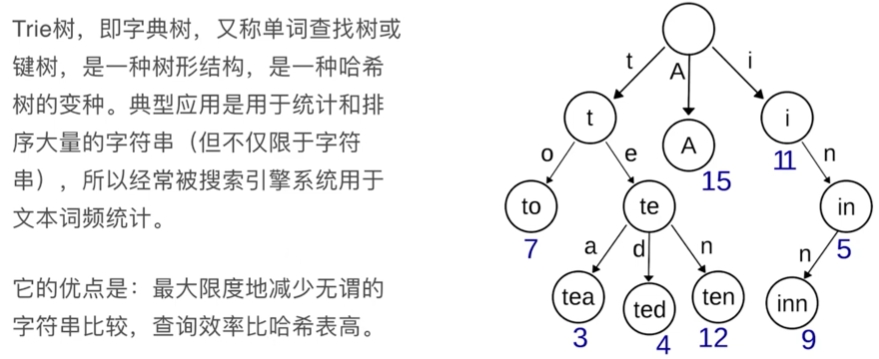 Trie树，即字典树，又称单词查找树或
键树，是一种树形结构，是一种哈希
树的变种。典型应用是用于统计和排
序大量的字符串（但不仅限于字符
串），所以经常被搜索引擎系统用于
文本词频统计。
它的优点是：最大限度地减少无谓的
字符串比较，查询效率比哈希表高。
t
A
i
t
A
i
15
11
o
e
n
to
te
in
7
5
a
d
n
n
tea
ted
ten
inn
3
4
12
9